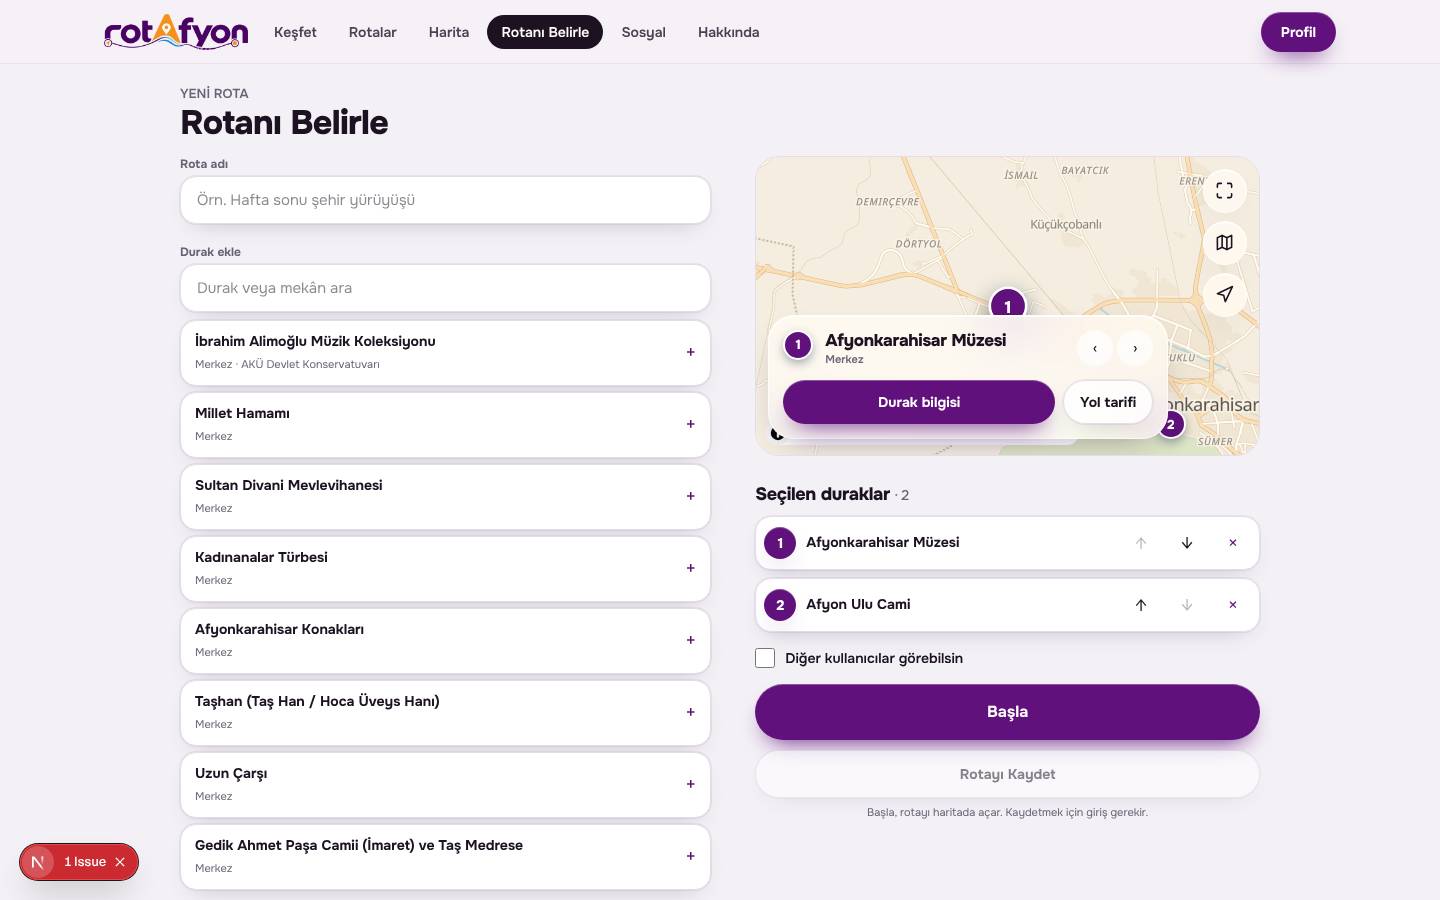 rotAfyon
Keşfet
Rotalar
Harita
Rotanı Belirle
Sosyal
Hakkında
Profil
YENİ ROTA
Rotanı Belirle
Rota adı
Örn. Hafta sonu şehir yürüyüşü
Durak ekle
Durak veya mekân ara
İbrahim Alimoğlu Müzik Koleksiyonu
Merkez · AKÜ Devlet Konservatuvarı
+
Millet Hamamı
Merkez
+
Sultan Divani Mevlevihanesi
Merkez
+
Kadınanalar Türbesi
Merkez
+
Afyonkarahisar Konakları
Merkez
+
Taşhan (Taş Han / Hoca Üveys Hanı)
Merkez
+
Uzun Çarşı
Merkez
+
Gedik Ahmet Paşa Camii (İmaret) ve Taş Medrese
Merkez
+
İSMAİL
BAYATCIK
EREN
DEMİRÇEVRE
Küçükçobanlı
DÖRTYOL
1
1
Afyonkarahisar Müzesi
Merkez
‹
›
Durak bilgisi
Yol tarifi
UKLU
onkarahisar
2
SÜMER
Seçilen duraklar · 2
1
Afyonkarahisar Müzesi
↑
↓
×
2
Afyon Ulu Cami
↑
↓
×
Diğer kullanıcılar görebilsin
Başla
Rotayı Kaydet
Başla, rotayı haritada açar. Kaydetmek için giriş gerekir.
N
1 Issue
×